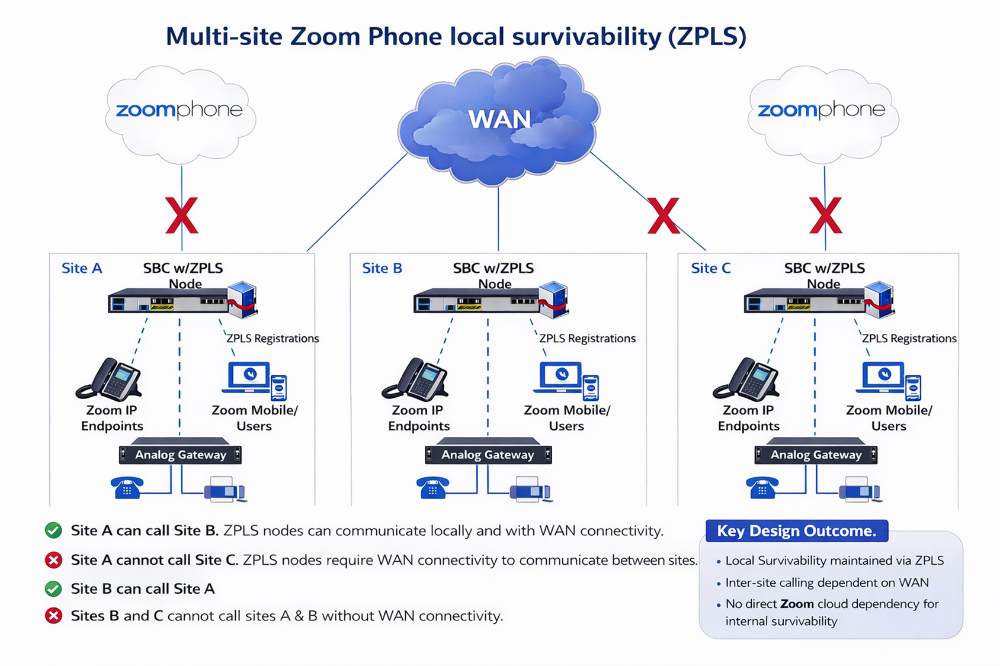 Multi-site Zoom Phone local survivability (ZPLS)
zoomphone
WAN
zoomphone
X
X
X
Site A
SBC w/ZPLS
Node
ZPLS Registrations
Zoom IP
Endpoints
Zoom Mobile/
Users
Analog Gateway
Site B
SBC w/ZPLS
Node
ZPLS Registrations
Zoom IP
Endpoints
Zoom Mobile/
Users
Analog Gateway
Site C
SBC w/ZPLS
Node
ZPLS Registrations
Zoom IP
Endpoints
Zoom Mobile/
Users
Analog Gateway
Site A can call Site B. ZPLS nodes can communicate locally and with WAN connectivity.
Site A cannot call Site C. ZPLS nodes require WAN connectivity to communicate between sites.
Site B can call Site A
Sites B and C cannot call sites A & B without WAN connectivity.
Key Design Outcome.
• Local Survivability maintained via ZPLS
• Inter-site calling dependent on WAN
• No direct Zoom cloud dependency for
internal survivability